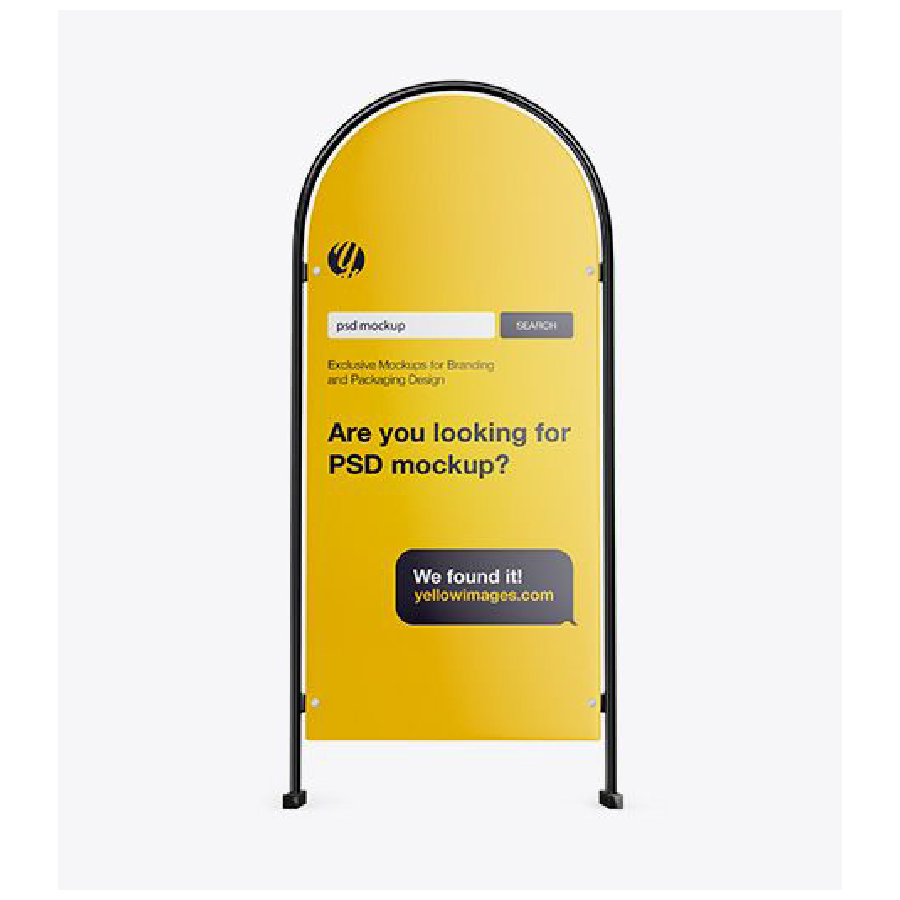 y.
psd mockup
SEARCH
Exclusive Mockups for Branding
and Packaging Design
Are you looking for
PSD mockup?
We found it!
yellowimages.com